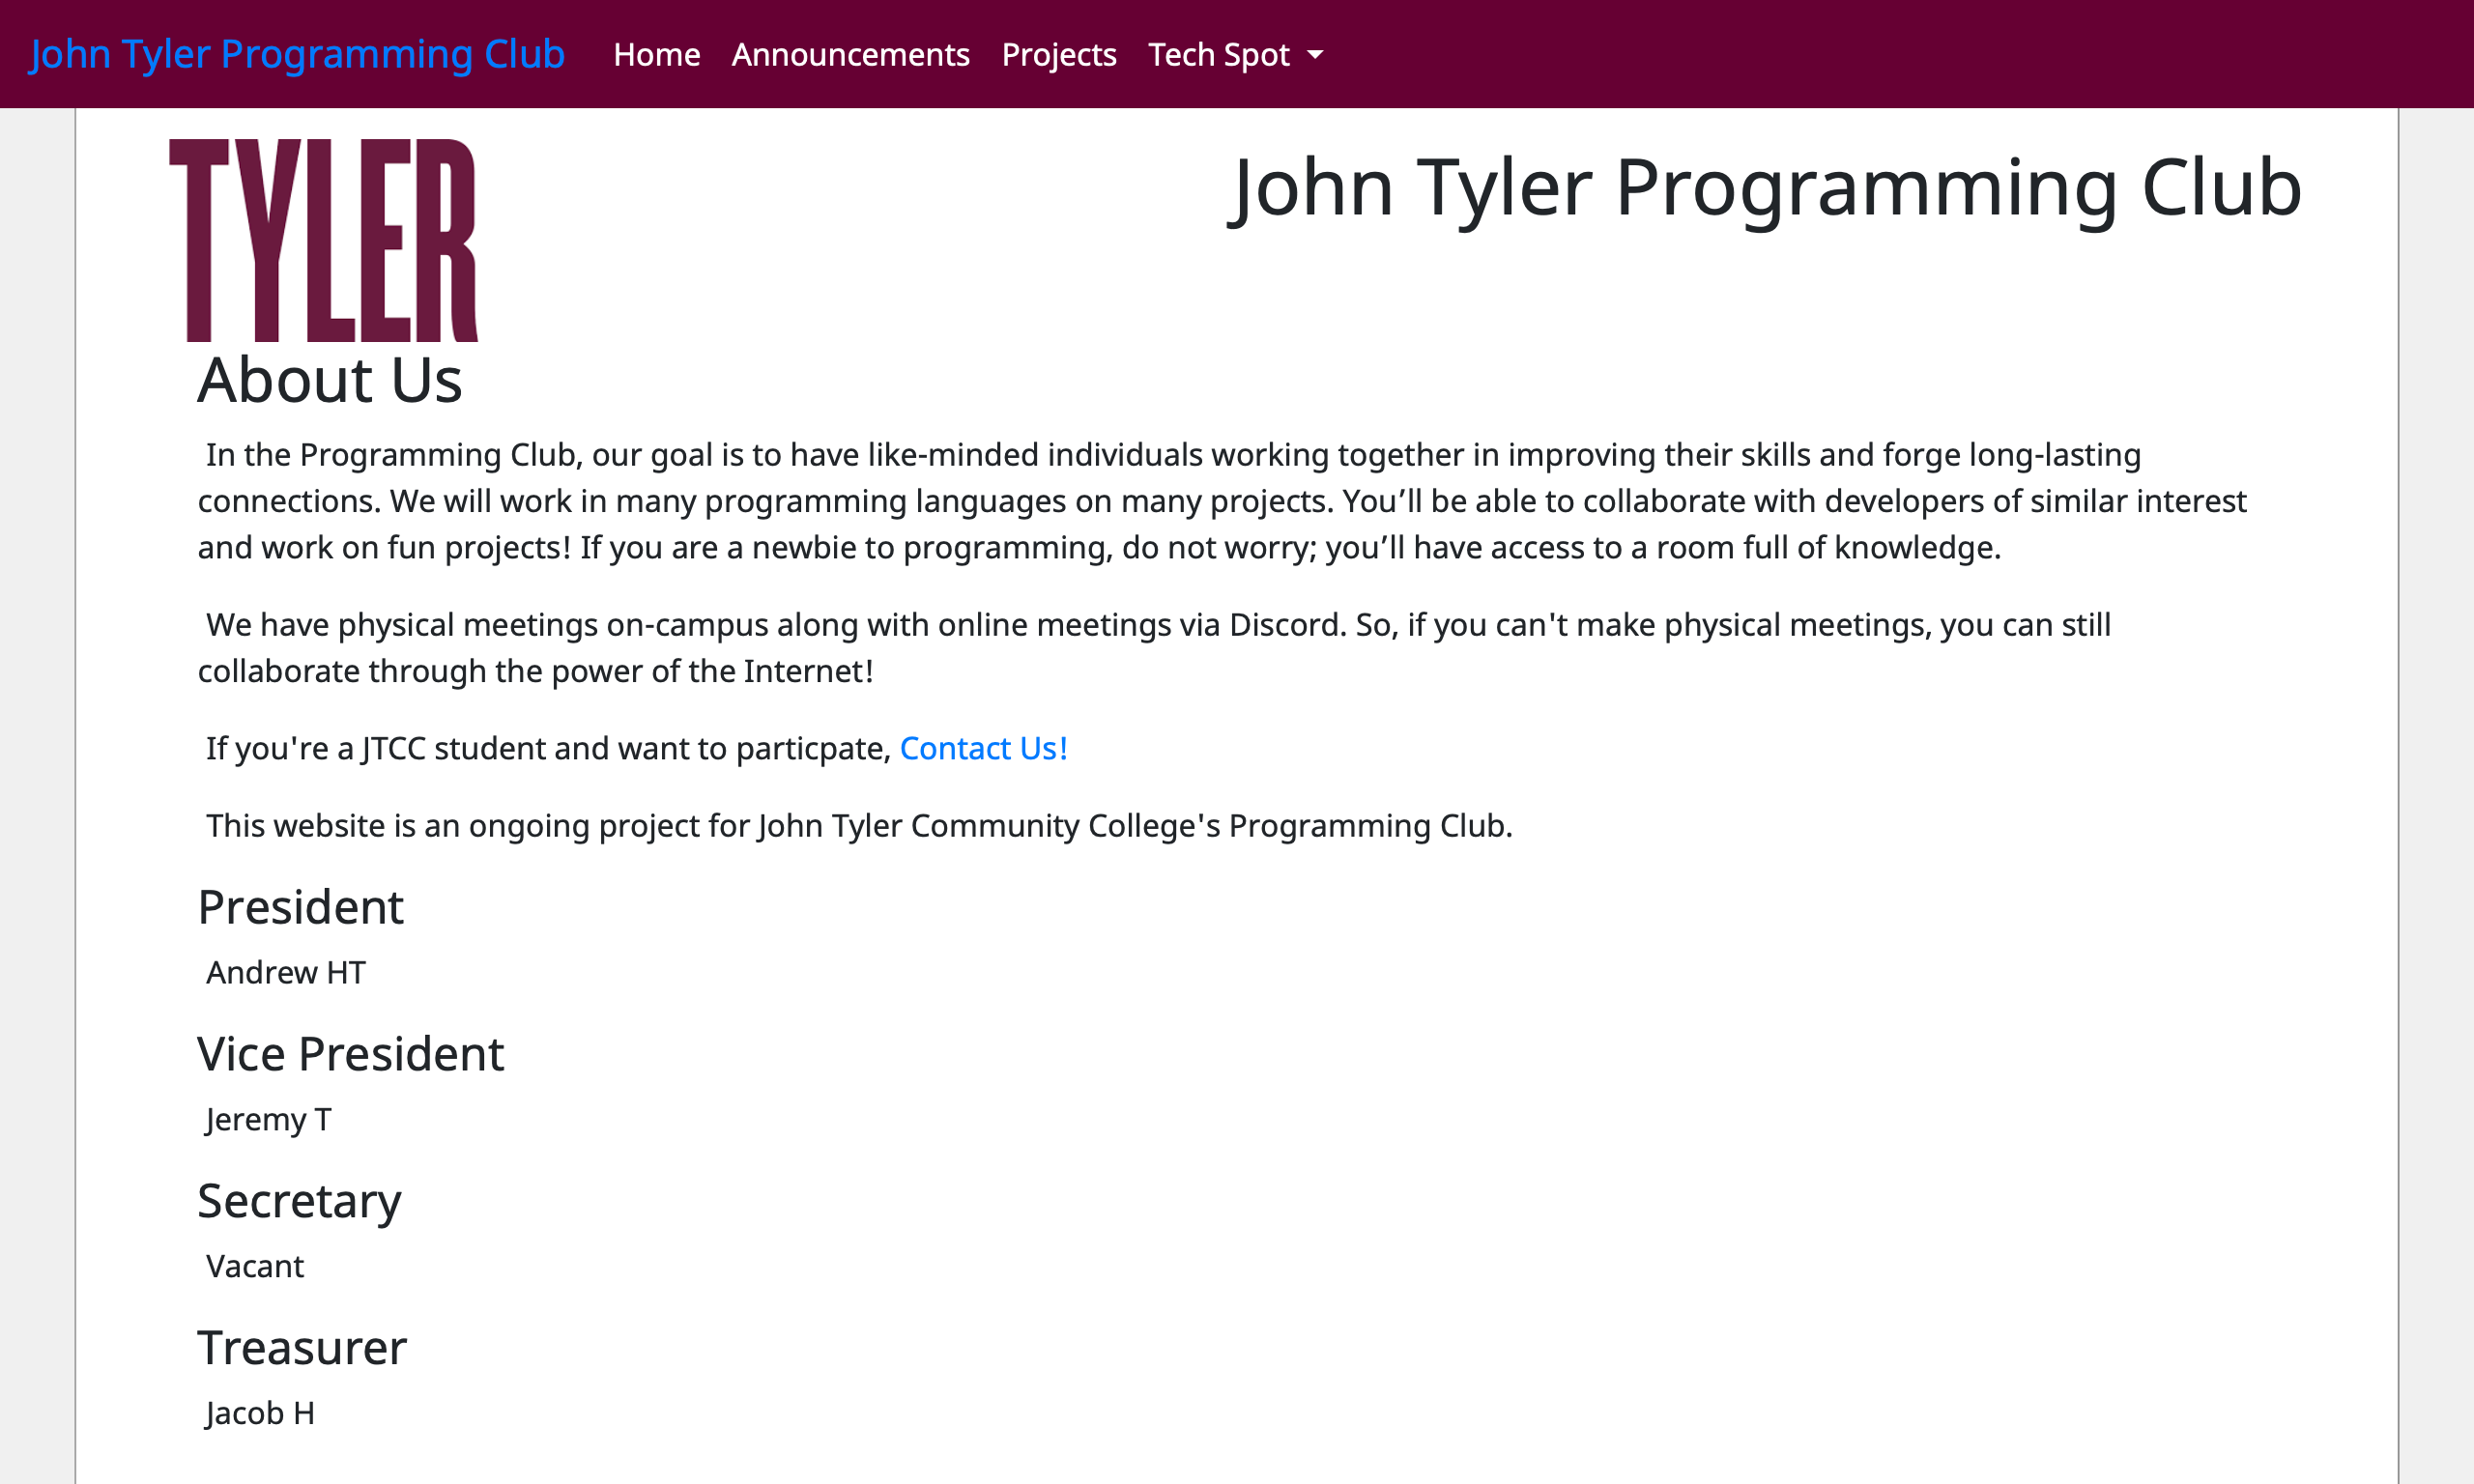 John Tyler Programming Club Home Announcements Projects Tech Spot
TYLER
John Tyler Programming Club
About Us
In the Programming Club, our goal is to have like-minded individuals working together in improving their skills and forge long-lasting
connections. We will work in many programming languages on many projects. You’ll be able to collaborate with developers of similar interest
and work on fun projects! If you are a newbie to programming, do not worry; you’ll have access to a room full of knowledge.
We have physical meetings on-campus along with online meetings via Discord. So, if you can't make physical meetings, you can still
collaborate through the power of the Internet!
If you're a JTCC student and want to particpate, Contact Us!
This website is an ongoing project for John Tyler Community College's Programming Club.
President
Andrew HT
Vice President
Jeremy T
Secretary
Vacant
Treasurer
Jacob H